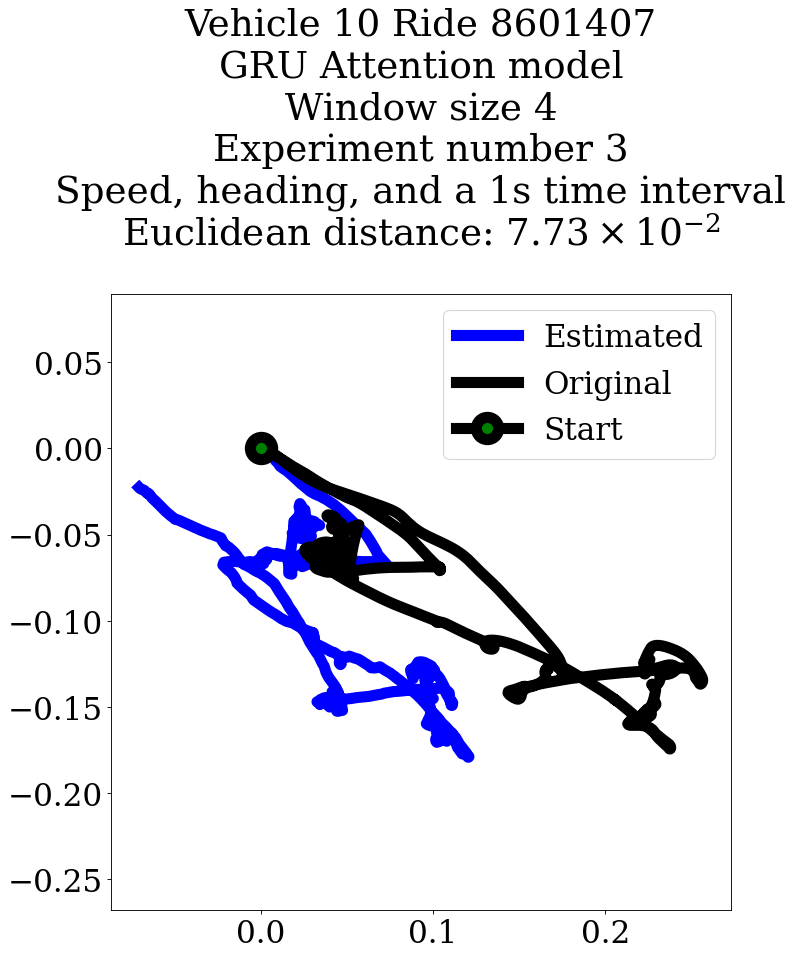 Vehicle 10 Ride 8601407
GRU Attention model
Window size 4
Experiment number 3
Speed, heading, and a 1s time interval
Euclidean distance: 7.73 × 10⁻²
Estimated
Original
Start
0.05
0.00
−0.05
−0.10
−0.15
−0.20
−0.25
0.0 0.1 0.2